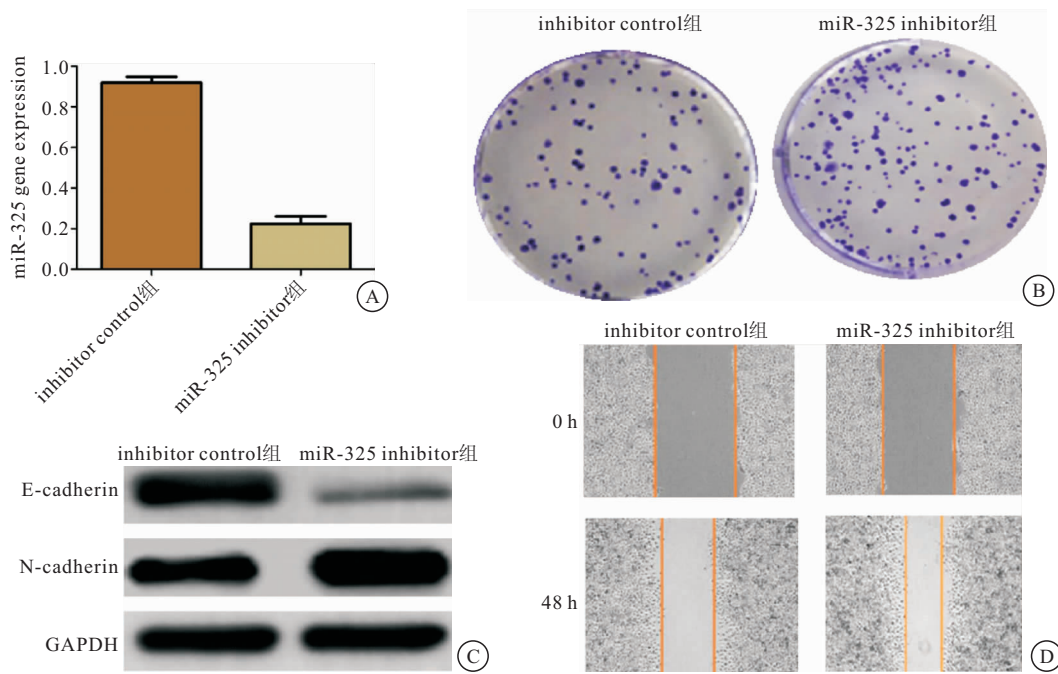 miR-325 gene expression
1.0
0.8
0.6
0.4
0.2
0.0
inhibitor control组
miR-325 inhibitor组
A
inhibitor control组 miR-325 inhibitor组
B
inhibitor control组 miR-325 inhibitor组
E-cadherin
N-cadherin
GAPDH
C
inhibitor control组 miR-325 inhibitor组
0 h
48 h
D